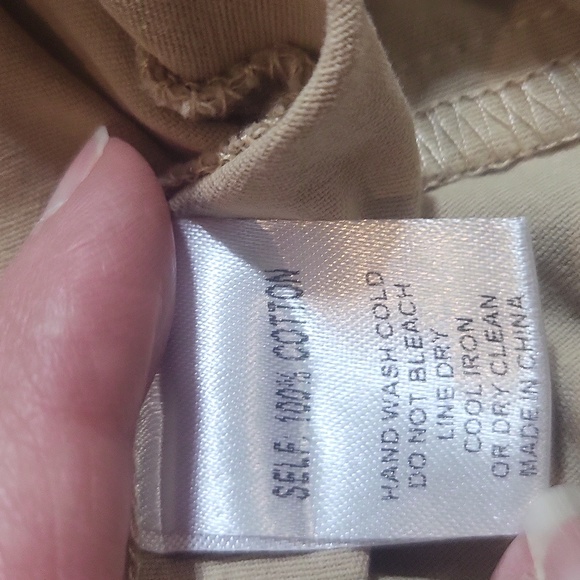 SELF: 100% COTTON
HAND WASH COLD
DO NOT BLEACH
LINE DRY
COOL IRON
OR DRY CLEAN
MADE IN CHINA